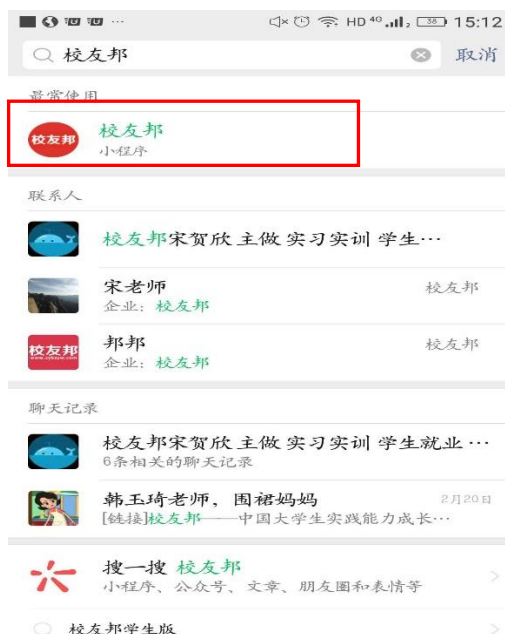 HD 4G 2 38 15:12
校友邦 取消
最常使用
校友邦 校友邦
小程序
联系人
校友邦宋贺欣 主做 实习实训 学生…
宋老师 校友邦
企业：校友邦
校友邦 邦邦 校友邦
企业：校友邦
聊天记录
校友邦宋贺欣 主做 实习实训 学生就业 …
6条相关的聊天记录
韩玉琦老师，围裙妈妈 2月20日
[链接]校友邦——中国大学生实践能力成长…
搜一搜 校友邦
小程序、公众号、文章、朋友圈和表情等
校友邦学生版